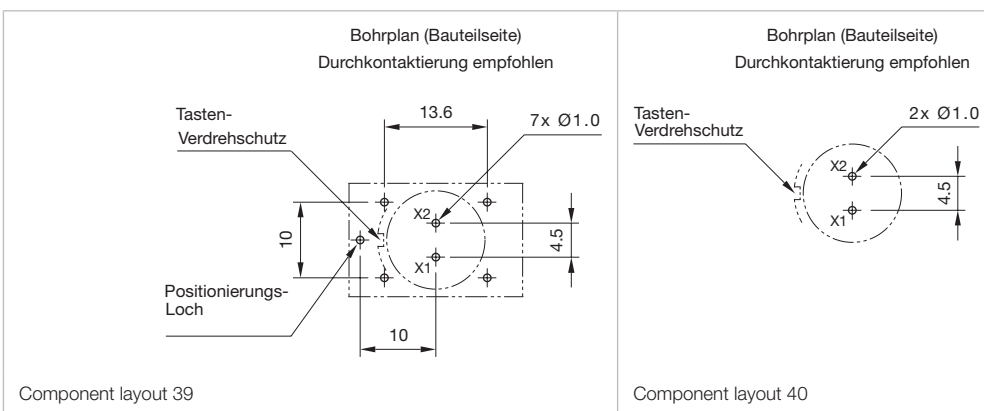 Bohrplan (Bauteilseite)
Durchkontaktierung empfohlen
Tasten-
Verdrehschutz
13.6
7x Ø1.0
X2
X1
10
4.5
Positionierungs-
Loch
10
Component layout 39
Bohrplan (Bauteilseite)
Durchkontaktierung empfohlen
Tasten-
Verdrehschutz
2x Ø1.0
X2
X1
4.5
Component layout 40